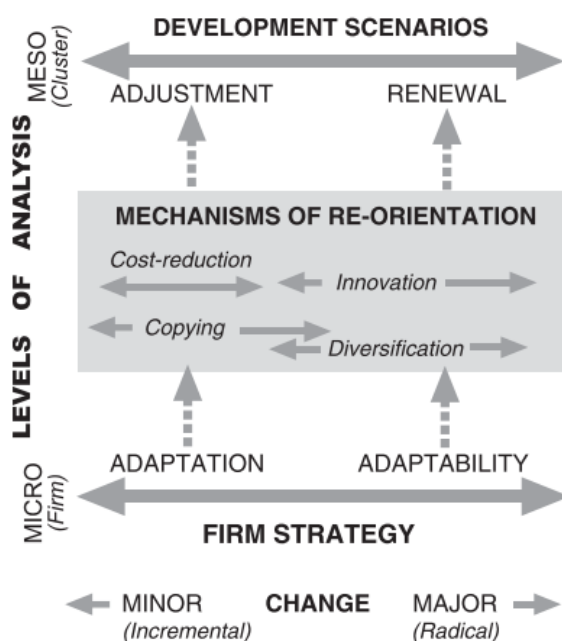 DEVELOPMENT SCENARIOS
ADJUSTMENT RENEWAL
MECHANISMS OF RE-ORIENTATION
Cost-reduction
Innovation
Copying
Diversification
ADAPTATION ADAPTABILITY
FIRM STRATEGY
MINOR CHANGE MAJOR
(Incremental) (Radical)
LEVELS OF ANALYSIS
MESO
(Cluster)
MICRO
(Firm)